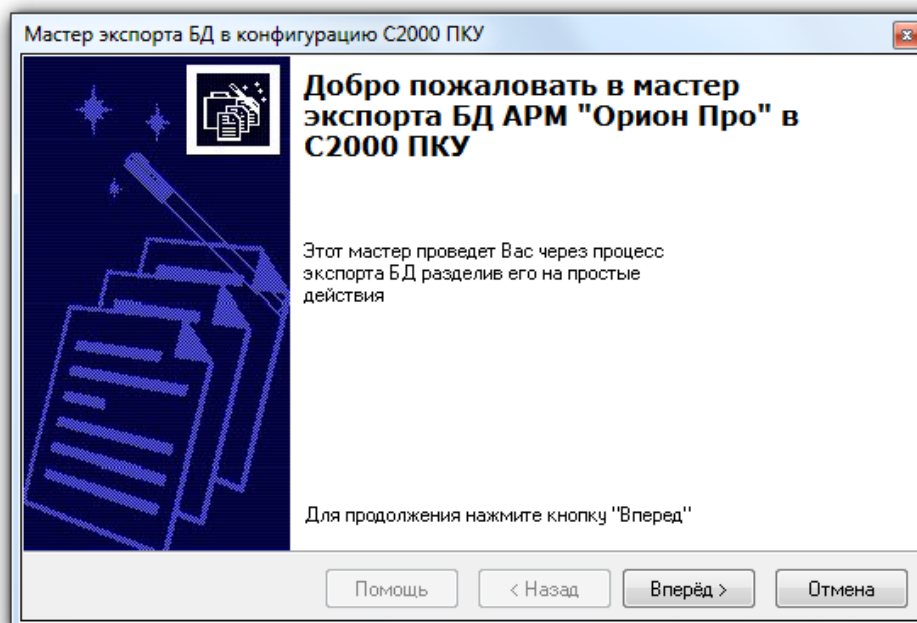 Мастер экспорта БД в конфигурацию С2000 ПКУ
Добро пожаловать в мастер
экспорта БД АРМ "Орион Про" в
С2000 ПКУ
Этот мастер проведет Вас через процесс
экспорта БД разделив его на простые
действия
Для продолжения нажмите кнопку "Вперед"
Помощь
< Назад
Вперёд >
Отмена